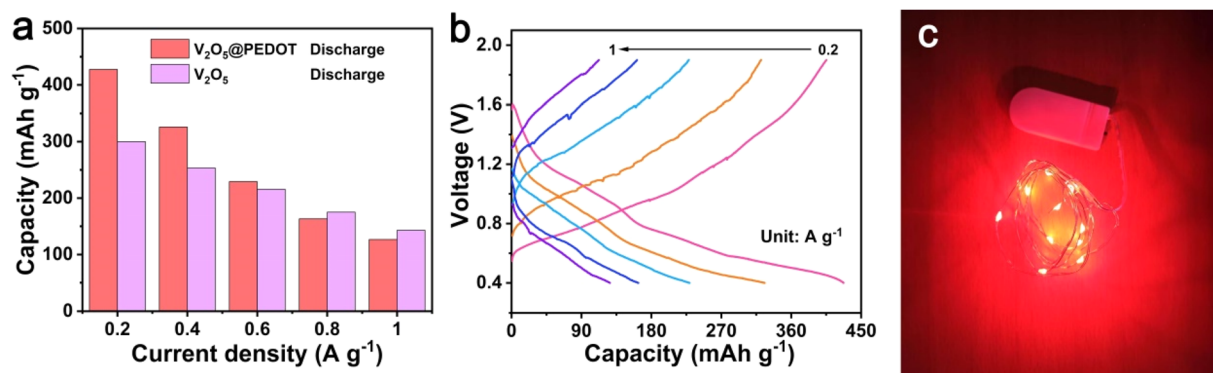 a
V₂O₅@PEDOT Discharge
V₂O₅ Discharge
Capacity (mAh g⁻¹)
500
400
300
200
100
0
0.2 0.4 0.6 0.8 1
Current density (A g⁻¹)
b
Voltage (V)
2.0
1.6
1.2
0.8
0.4
1 0.2
Unit: A g⁻¹
0 90 180 270 360 450
Capacity (mAh g⁻¹)
c